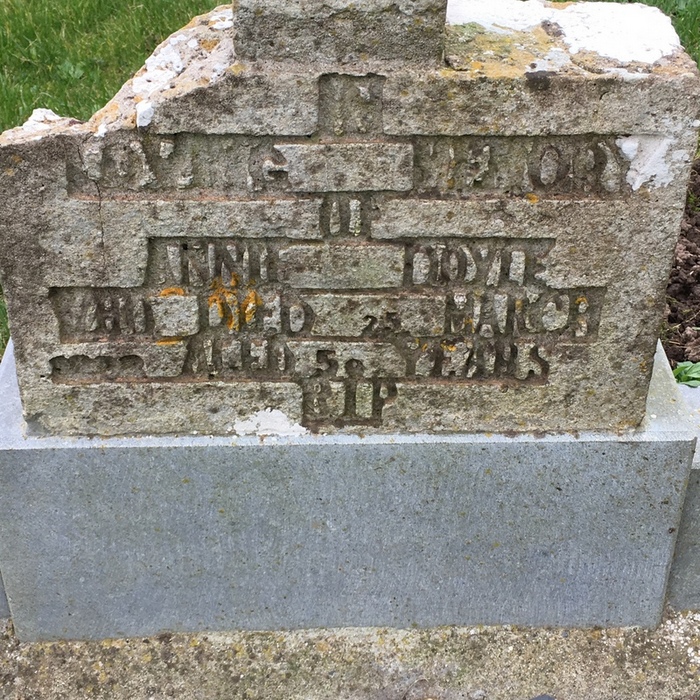 IN
LOVING MEMORY
OF
ANNIE DOYLE
WHO DIED 25 MARCH
AGED 50 YEARS
RIP